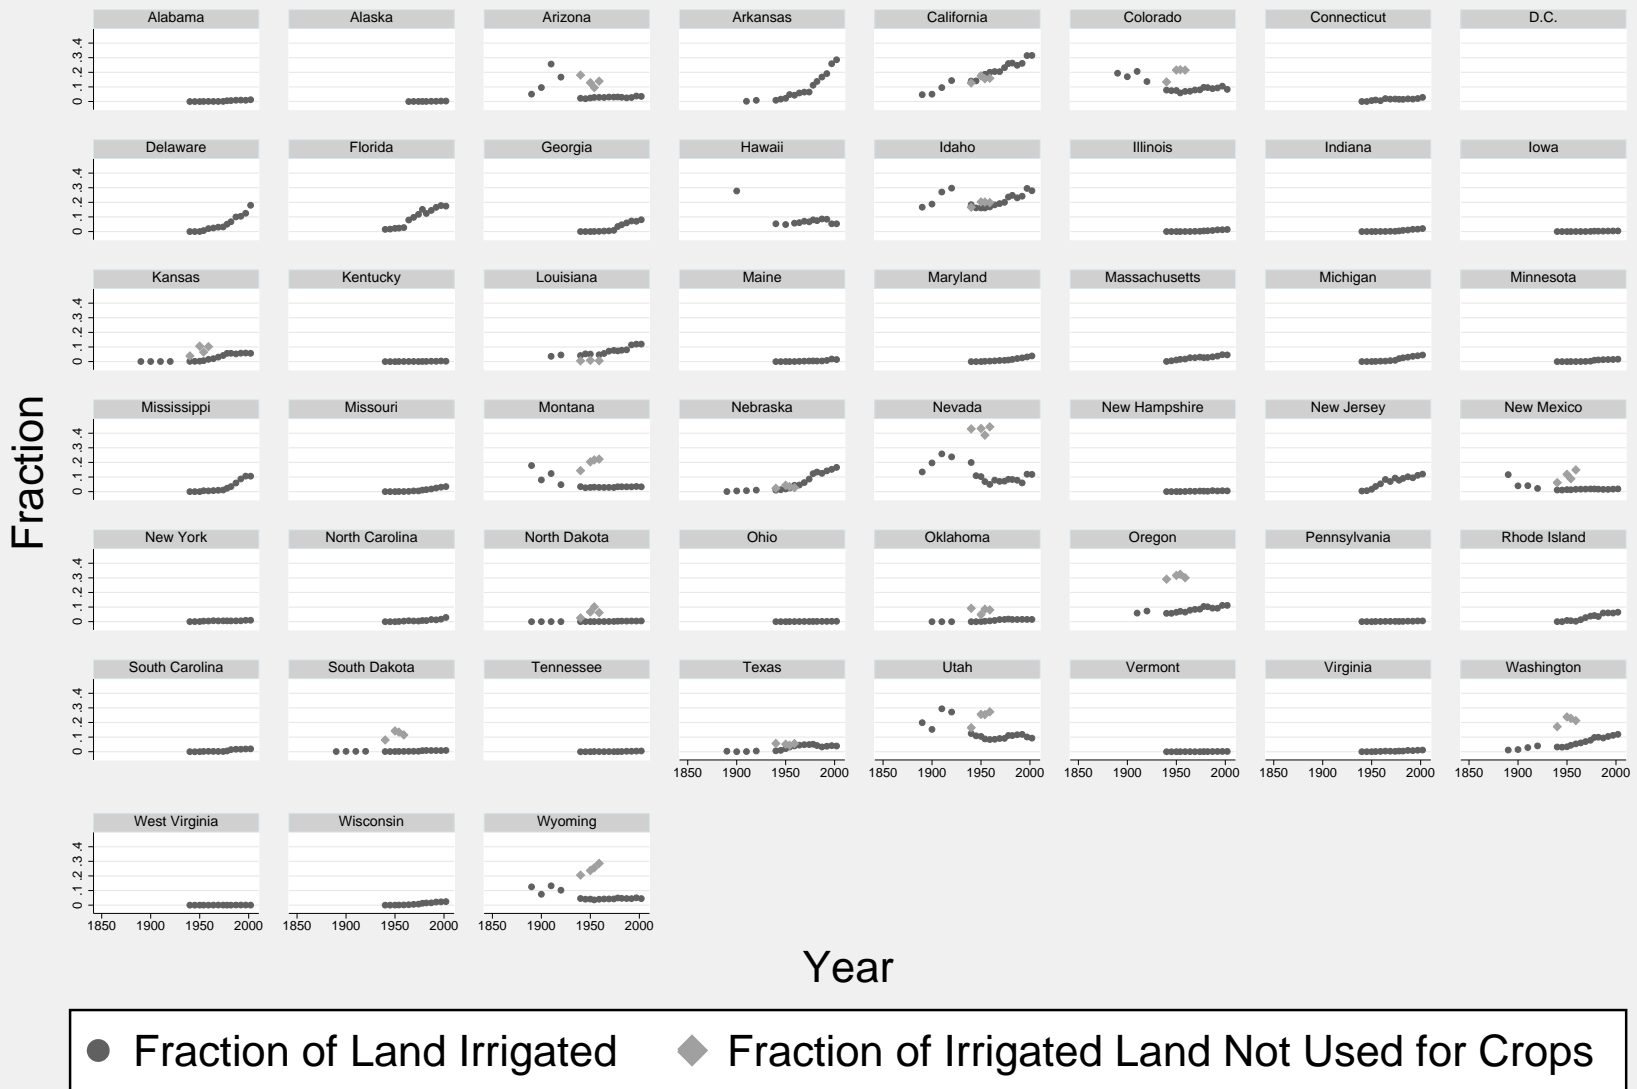 Alabama Alaska Arizona Arkansas California Colorado Connecticut D.C.
0 .1 .2 .3 .4
Delaware Florida Georgia Hawaii Idaho Illinois Indiana Iowa
0 .1 .2 .3 .4
Kansas Kentucky Louisiana Maine Maryland Massachusetts Michigan Minnesota
0 .1 .2 .3 .4
Mississippi Missouri Montana Nebraska Nevada New Hampshire New Jersey New Mexico
0 .1 .2 .3 .4
Fraction
New York North Carolina North Dakota Ohio Oklahoma Oregon Pennsylvania Rhode Island
0 .1 .2 .3 .4
South Carolina South Dakota Tennessee Texas Utah Vermont Virginia Washington
0 .1 .2 .3 .4
1850 1900 1950 2000 1850 1900 1950 2000 1850 1900 1950 2000 1850 1900 1950 2000 1850 1900 1950 2000
West Virginia Wisconsin Wyoming
0 .1 .2 .3 .4
1850 1900 1950 2000 1850 1900 1950 2000 1850 1900 1950 2000
Year
Fraction of Land Irrigated Fraction of Irrigated Land Not Used for Crops